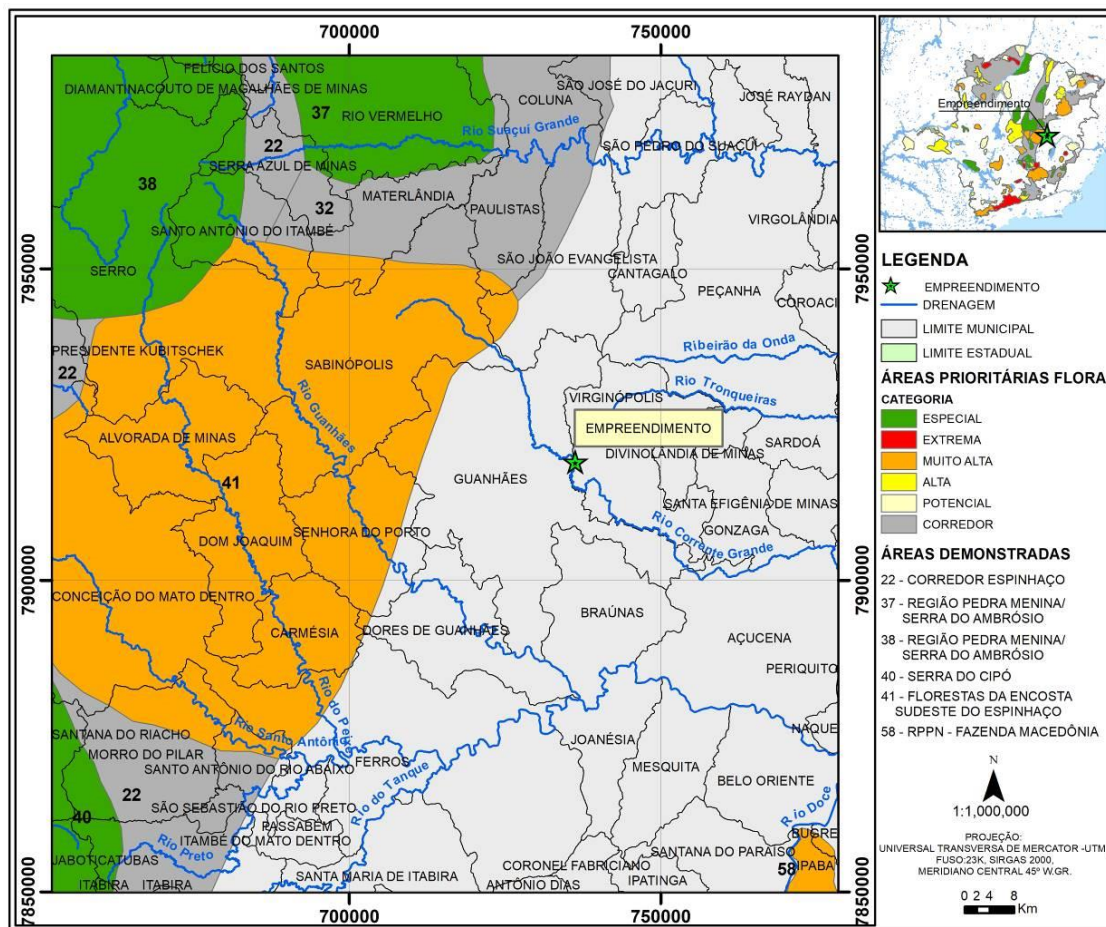 700000
750000
FELÍCIO DOS SANTOS
DIAMANTINA
COUTO DE MAGALHÃES DE MINAS
37
RIO VERMELHO
COLUNA
SÃO JOSÉ DO JACURI
JOSÉ RAYDAN
22
Rio Suaçuí Grande
SÃO PEDRO DO SUAÇUÍ
SERRA AZUL DE MINAS
38
MATERLÂNDIA
32
PAULISTAS
VIRGOLÂNDIA
SANTO ANTÔNIO DO ITAMBÉ
SERRO
SÃO JOÃO EVANGELISTA
CANTAGALO
7950000
7950000
PEÇANHA
COROACI
PRESIDENTE KUBITSCHEK
22
SABINÓPOLIS
Ribeirão da Onda
Rio Tronqueiras
VIRGINÓPOLIS
Rio Guanhães
EMPREENDIMENTO
ALVORADA DE MINAS
SARDOÁ
DIVINOLÂNDIA DE MINAS
41
GUANHÃES
SANTA EFIGÊNIA DE MINAS
SENHORA DO PORTO
DOM JOAQUIM
GONZAGA
Rio Corrente Grande
7900000
7900000
CONCEIÇÃO DO MATO DENTRO
BRAÚNAS
CARMÉSIA
DORES DE GUANHÃES
AÇUCENA
PERIQUITO
Rio do Peixe
Rio Santo Antônio
SANTANA DO RIACHO
NAQUE
MORRO DO PILAR
JOANÉSIA
FERROS
SANTO ANTÔNIO DO RIO ABAIXO
MESQUITA
BELO ORIENTE
22
Rio do Tanque
40
SÃO SEBASTIÃO DO RIO PRETO
Rio Doce
PASSABÉM
BUGRE
ITAMBÉ DO MATO DENTRO
Rio Preto
JABOTICATUBAS
SANTANA DO PARAÍSO
CORONEL FABRICIANO
58
IPABA
SANTA MARIA DE ITABIRA
ITABIRA
ITABIRA
ANTÔNIO DIAS
IPATINGA
7850000
7850000
700000
750000
Empreendimento
LEGENDA
EMPREENDIMENTO
DRENAGEM
LIMITE MUNICIPAL
LIMITE ESTADUAL
ÁREAS PRIORITÁRIAS FLORA
CATEGORIA
ESPECIAL
EXTREMA
MUITO ALTA
ALTA
POTENCIAL
CORREDOR
ÁREAS DEMONSTRADAS
22 - CORREDOR ESPINHAÇO
37 - REGIÃO PEDRA MENINA/
SERRA DO AMBRÓSIO
38 - REGIÃO PEDRA MENINA/
SERRA DO AMBRÓSIO
40 - SERRA DO CIPÓ
41 - FLORESTAS DA ENCOSTA
SUDESTE DO ESPINHAÇO
58 - RPPN - FAZENDA MACEDÔNIA
N
1:1,000,000
PROJEÇÃO:
UNIVERSAL TRANSVERSA DE MERCATOR -UTM
FUSO:23K, SIRGAS 2000,
MERIDIANO CENTRAL 45º W.GR.
0 2 4 8
Km